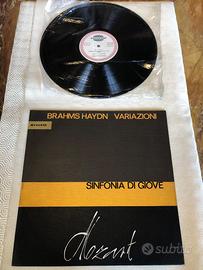 BRAHMS HAYDN VARIAZIONI
SINFONIA DI GIOVE
Mozart
Subito